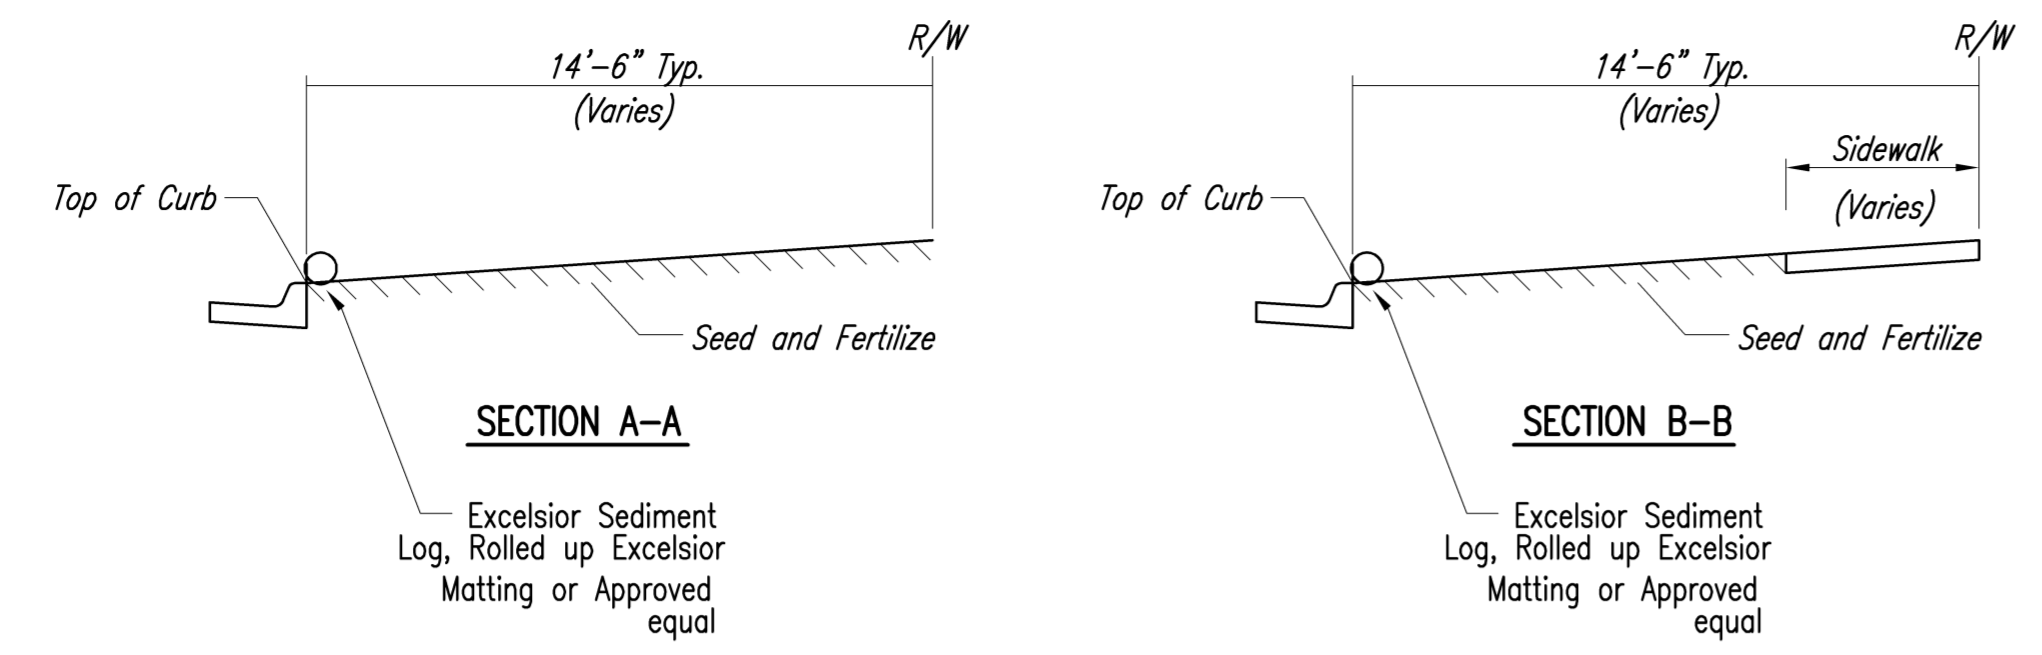 R/W
14'-6" Typ.
(Varies)
Top of Curb
Seed and Fertilize
SECTION A-A
Excelsior Sediment
Log, Rolled up Excelsior
Matting or Approved
equal
R/W
14'-6" Typ.
(Varies)
Sidewalk
(Varies)
Top of Curb
Seed and Fertilize
SECTION B-B
Excelsior Sediment
Log, Rolled up Excelsior
Matting or Approved
equal